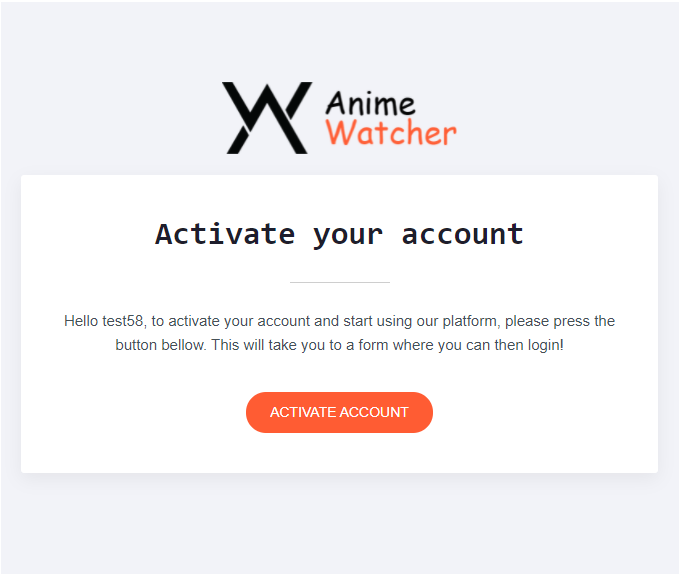 Anime
Watcher
Activate your account
Hello test58, to activate your account and start using our platform, please press the
button bellow. This will take you to a form where you can then login!
ACTIVATE ACCOUNT